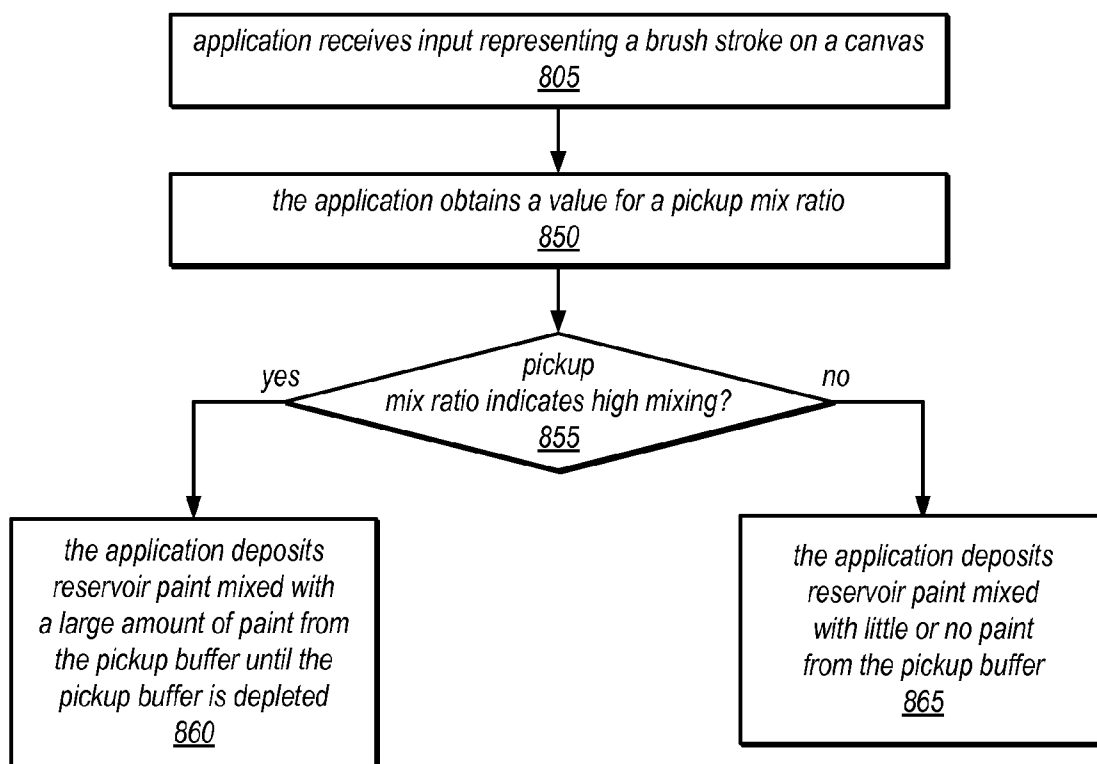 application receives input representing a brush stroke on a canvas
805
the application obtains a value for a pickup mix ratio
850
pickup
yes
no
mix ratio indicates high mixing?
855
the application deposits
reservoir paint mixed with
a large amount of paint from
the pickup buffer until the
pickup buffer is depleted
860
the application deposits
reservoir paint mixed
with little or no paint
from the pickup buffer
865